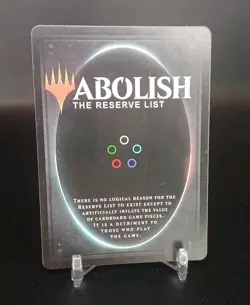 ABOLISH
THE RESERVE LIST
THERE IS NO LOGICAL REASON FOR THE
RESERVE LIST TO EXIST EXCEPT TO
ARTIFICIALLY INFLATE THE VALUE
OF CARDBOARD GAME PIECES.
IT IS A DETRIMENT TO
THOSE WHO PLAY
THE GAME.